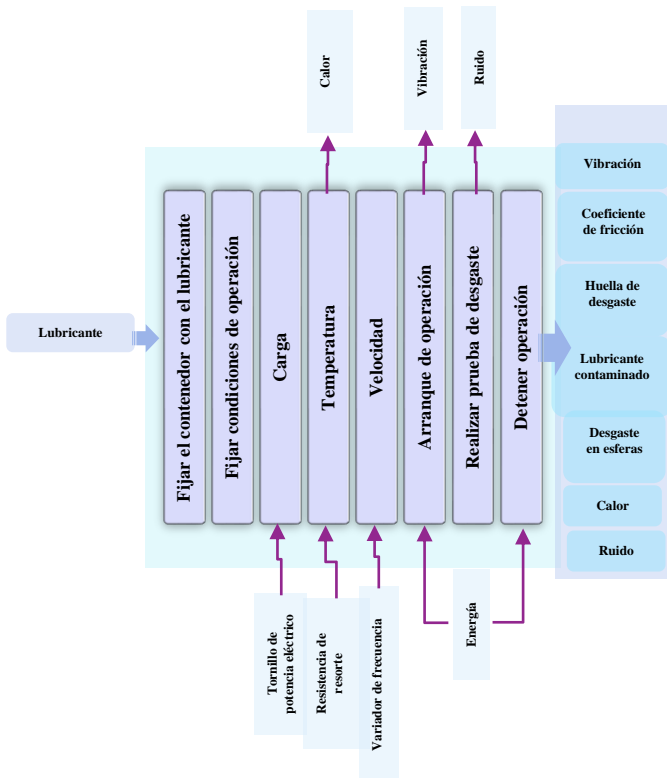 Calor
Vibración
Ruido
Lubricante
Fijar el contenedor con el lubricante
Fijar condiciones de operación
Carga
Temperatura
Velocidad
Arranque de operación
Realizar prueba de desgaste
Detener operación
Vibración
Coeficiente
de fricción
Huella de
desgaste
Lubricante
contaminado
Desgaste
en esferas
Calor
Ruido
Tornillo de
potencia eléctrico
Resistencia de
resorte
Variador de frecuencia
Energía